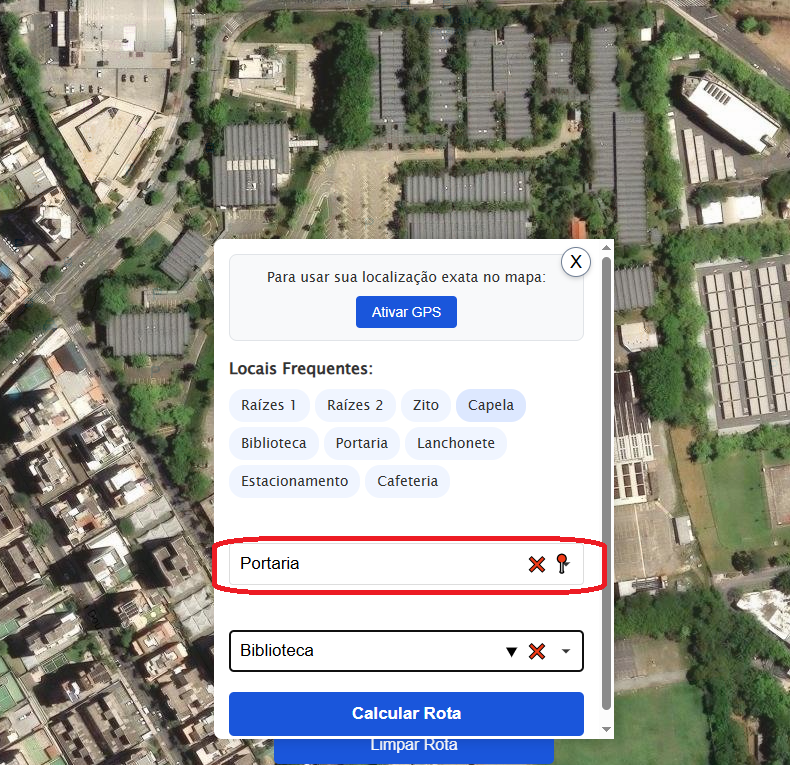 X
Para usar sua localização exata no mapa:
Ativar GPS
Locais Frequentes:
Raízes 1 Raízes 2 Zito Capela
Biblioteca Portaria Lanchonete
Estacionamento Cafeteria
Portaria
Biblioteca
Calcular Rota
Limpar Rota